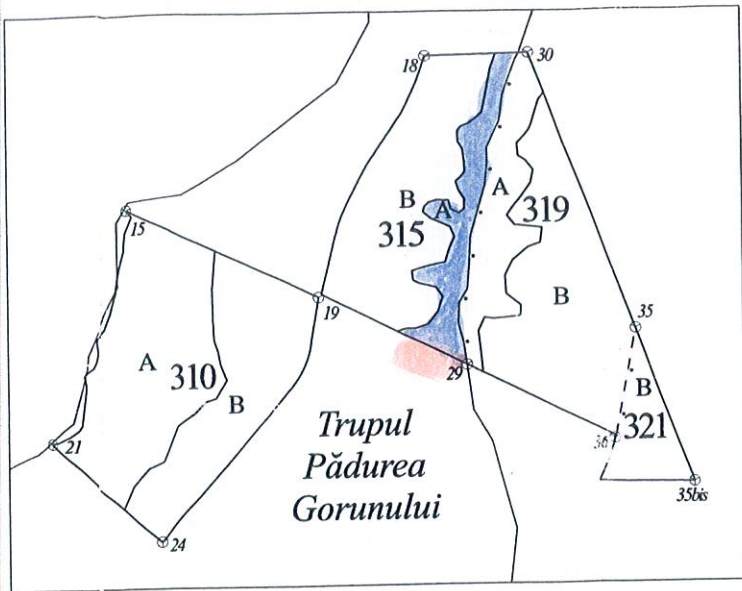 18
30
15
B
A
A
315
319
B
19
35
A
310
B
29
B
321
36
21
Trupul
Pădurea
Gorunului
24
35bis